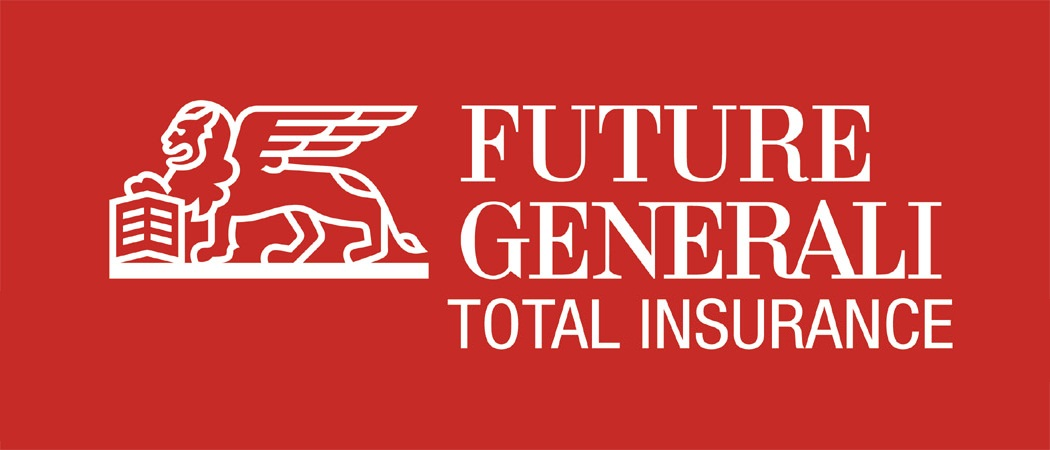 FUTURE
GENERALI
TOTAL INSURANCE